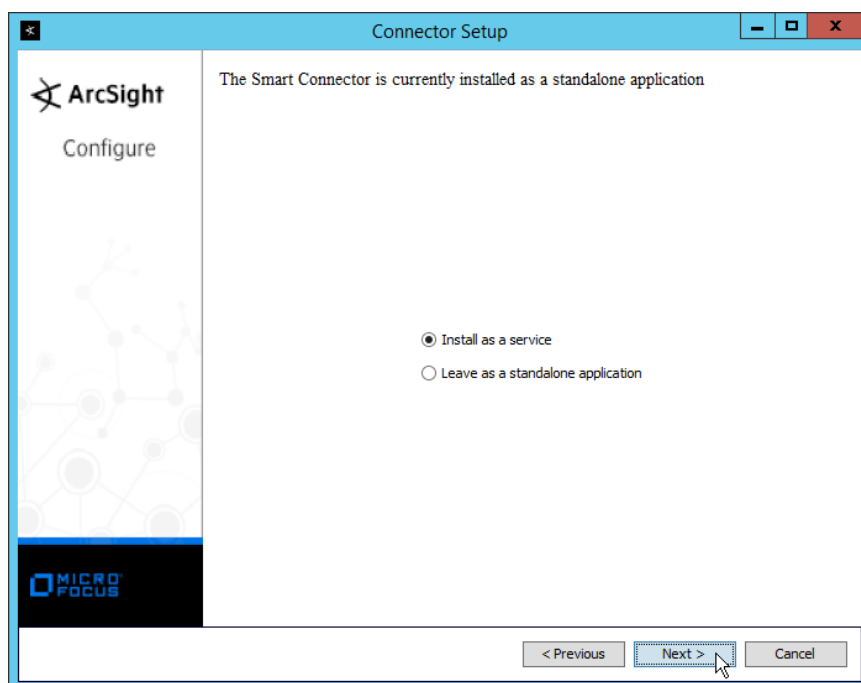 Connector Setup
ArcSight
Configure
The Smart Connector is currently installed as a standalone application
Install as a service
Leave as a standalone application
MICRO
FOCUS
< Previous
Next >
Cancel